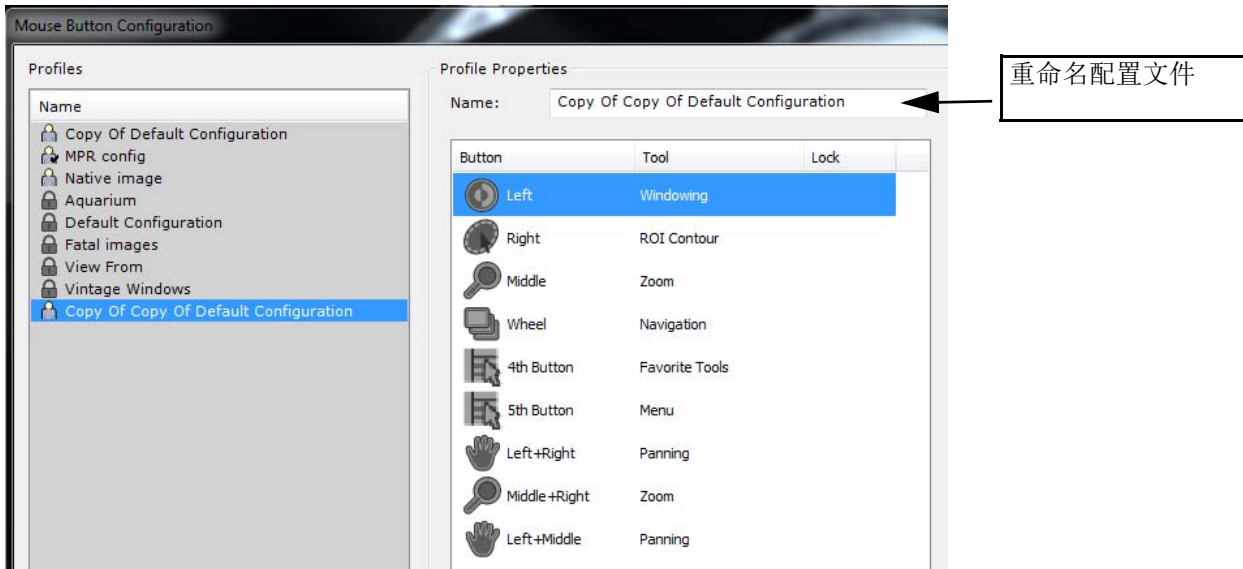 Mouse Button Configuration
Profiles
Name
Copy Of Default Configuration
MPR config
Native image
Aquarium
Default Configuration
Fatal images
View From
Vintage Windows
Copy Of Copy Of Default Configuration
Profile Properties
Name: Copy Of Copy Of Default Configuration
Button Tool Lock
Left Windowing
Right ROI Contour
Middle Zoom
Wheel Navigation
4th Button Favorite Tools
5th Button Menu
Left+Right Panning
Middle+Right Zoom
Left+Middle Panning
重命名配置文件